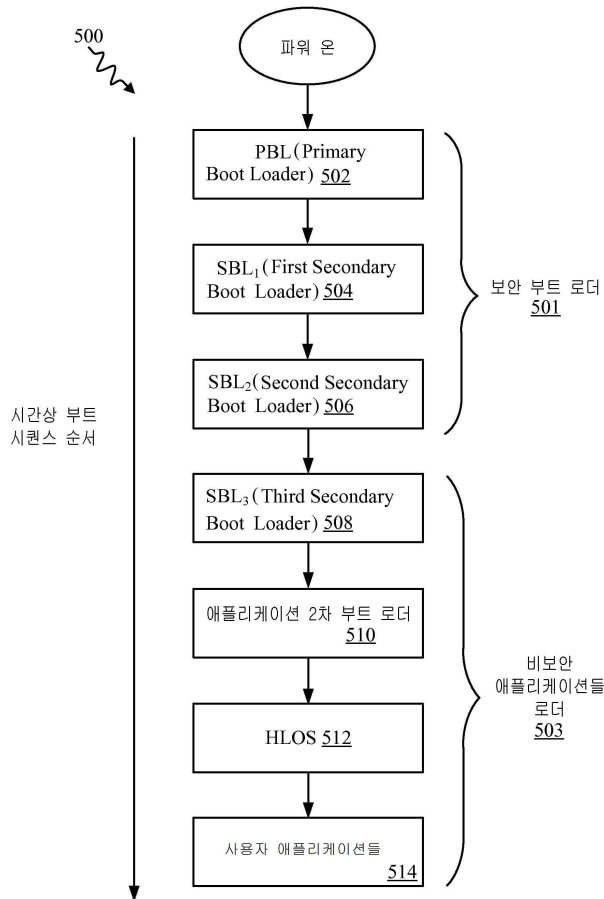 500
파워 온
PBL(Primary
Boot Loader) 502
SBL₁(First Secondary
Boot Loader) 504
보안 부트 로더
501
SBL₂(Second Secondary
Boot Loader) 506
시간상 부트
시퀀스 순서
SBL₃(Third Secondary
Boot Loader) 508
애플리케이션 2차 부트 로더
510
비보안
애플리케이션들
로더
503
HLOS 512
사용자 애플리케이션들
514